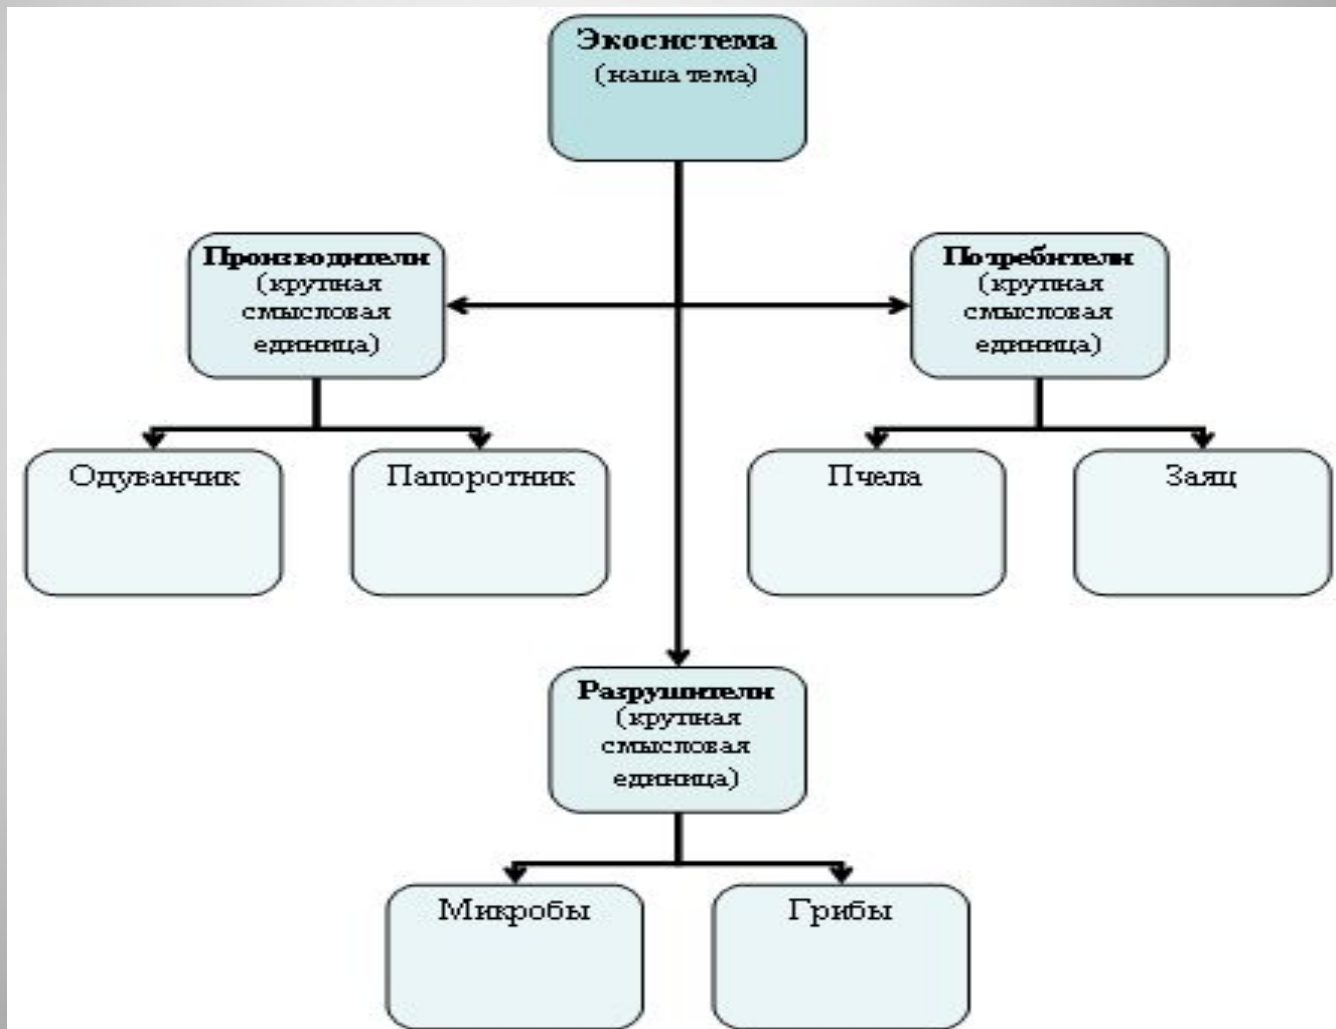 Экосистема
(наша тема)
Производители
(крупная
смысловая
единица)
Потребители
(крупная
смысловая
единица)
Одуванчик
Папоротник
Пчела
Заяц
Разрушители
(крупная
смысловая
единица)
Микробы
Грибы